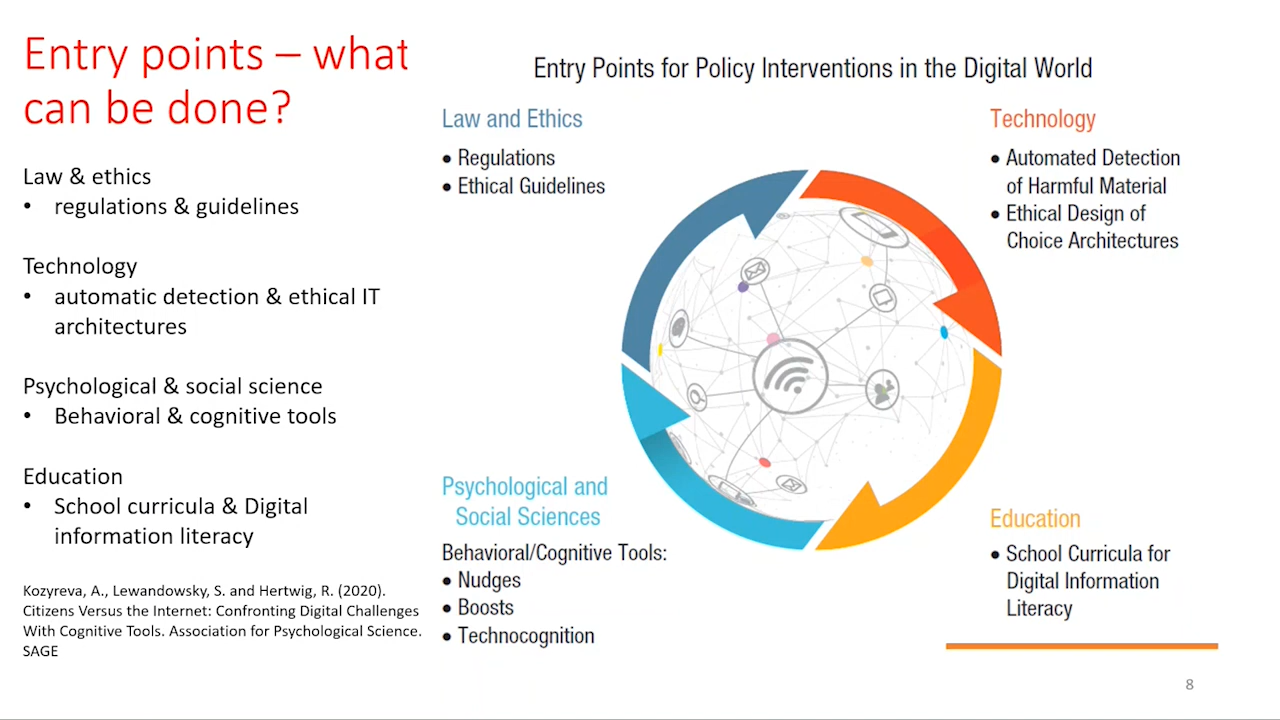 Entry points – what
can be done?
Law & ethics
• regulations & guidelines
Technology
• automatic detection & ethical IT
architectures
Psychological & social science
• Behavioral & cognitive tools
Education
• School curricula & Digital
information literacy
Kozyreva, A., Lewandowsky, S. and Hertwig, R. (2020).
Citizens Versus the Internet: Confronting Digital Challenges
With Cognitive Tools. Association for Psychological Science.
SAGE
Entry Points for Policy Interventions in the Digital World
Law and Ethics
• Regulations
• Ethical Guidelines
Technology
• Automated Detection
of Harmful Material
• Ethical Design of
Choice Architectures
Psychological and
Social Sciences
Behavioral/Cognitive Tools:
• Nudges
• Boosts
• Technocognition
Education
• School Curricula for
Digital Information
Literacy
8